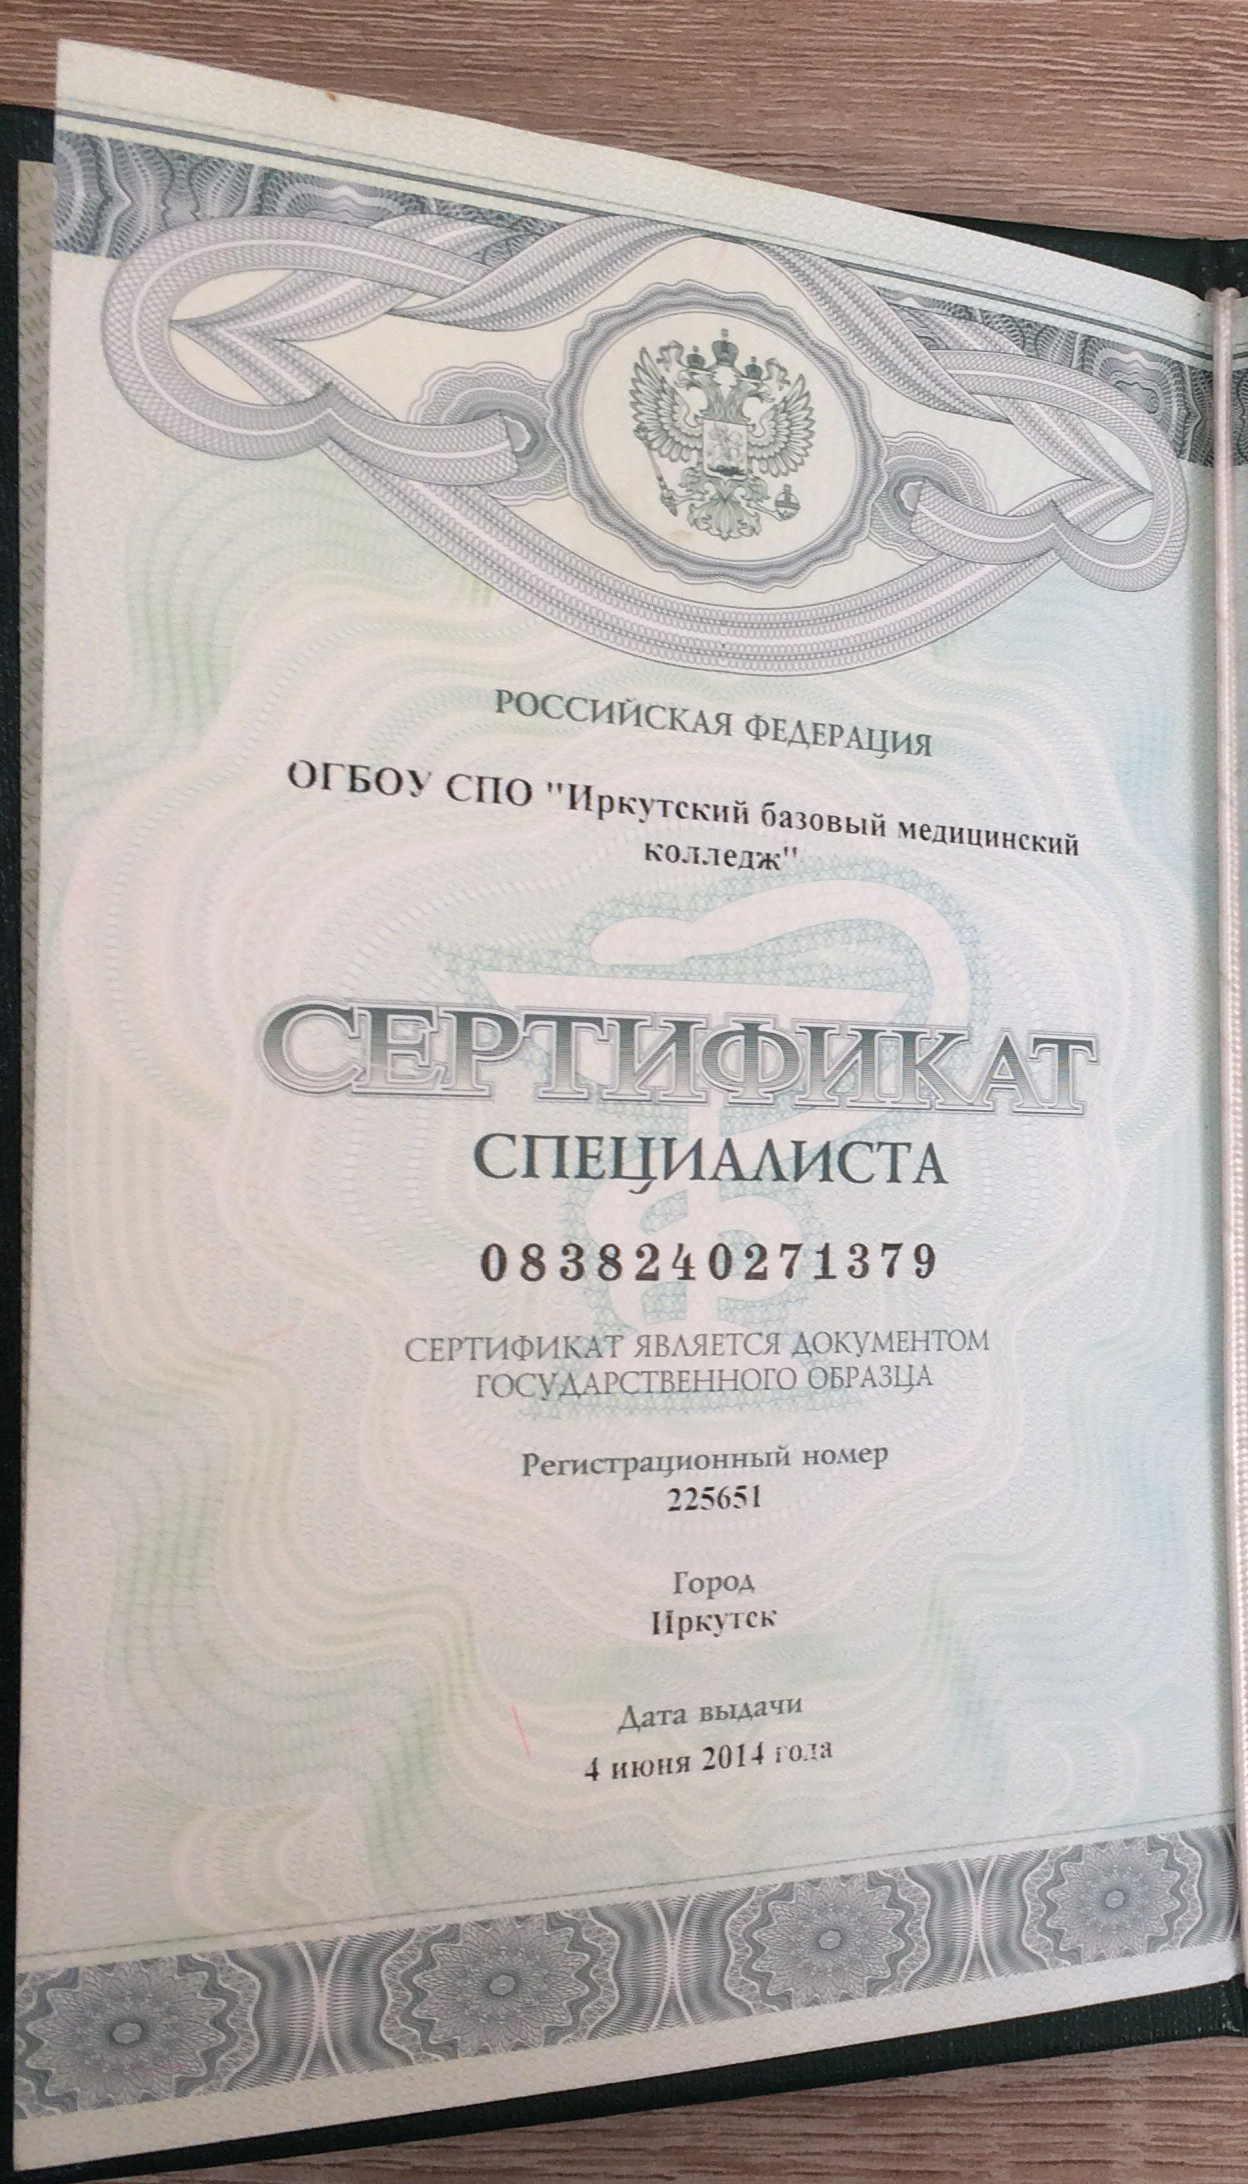 РОССИЙСКАЯ ФЕДЕРАЦИЯ
ОГБОУ СПО "Иркутский базовый медицинский
колледж"
СЕРТИФИКАТ
СПЕЦИАЛИСТА
0838240271379
СЕРТИФИКАТ ЯВЛЯЕТСЯ ДОКУМЕНТОМ
ГОСУДАРСТВЕННОГО ОБРАЗЦА
Регистрационный номер
225651
Город
Иркутск
Дата выдачи
4 июня 2014 года